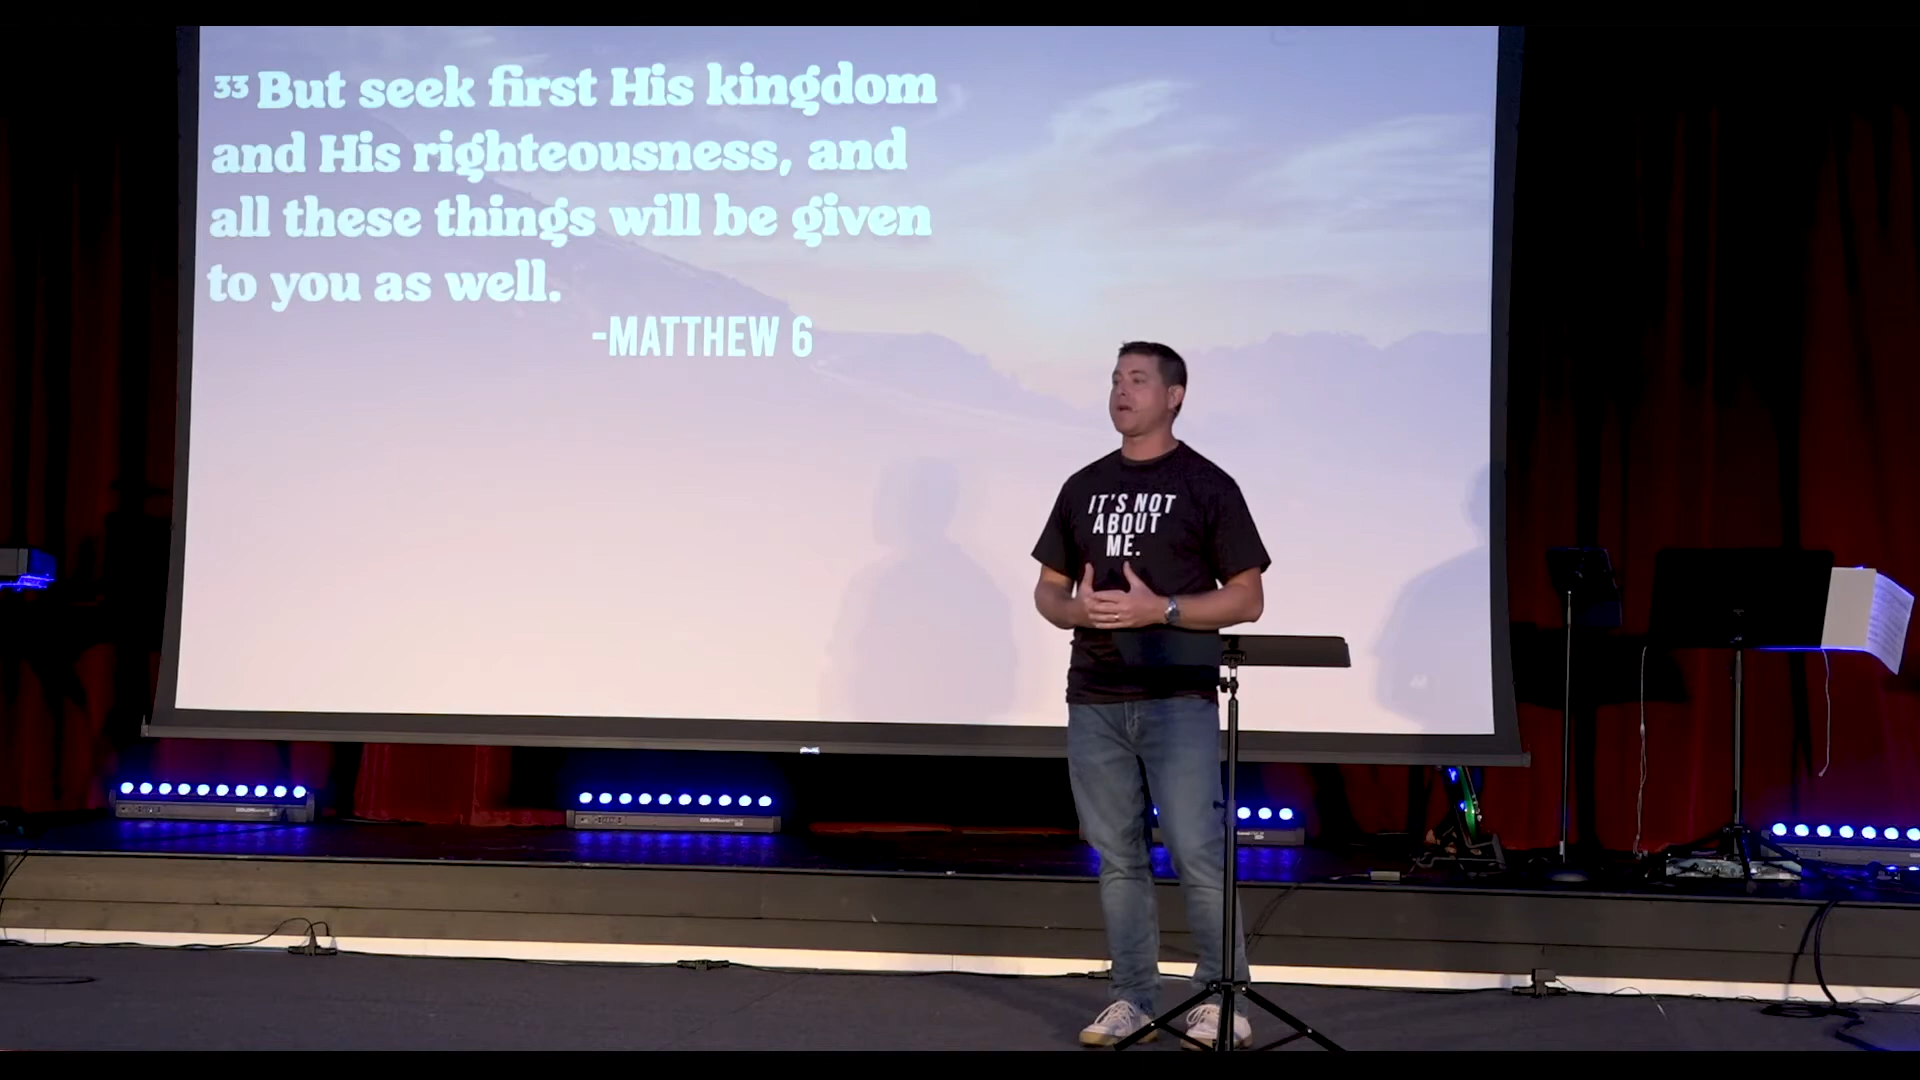 33 But seek first His kingdom
and His righteousness, and
all these things will be given
to you as well.
-MATTHEW 6
IT'S NOT
ABOUT
ME.